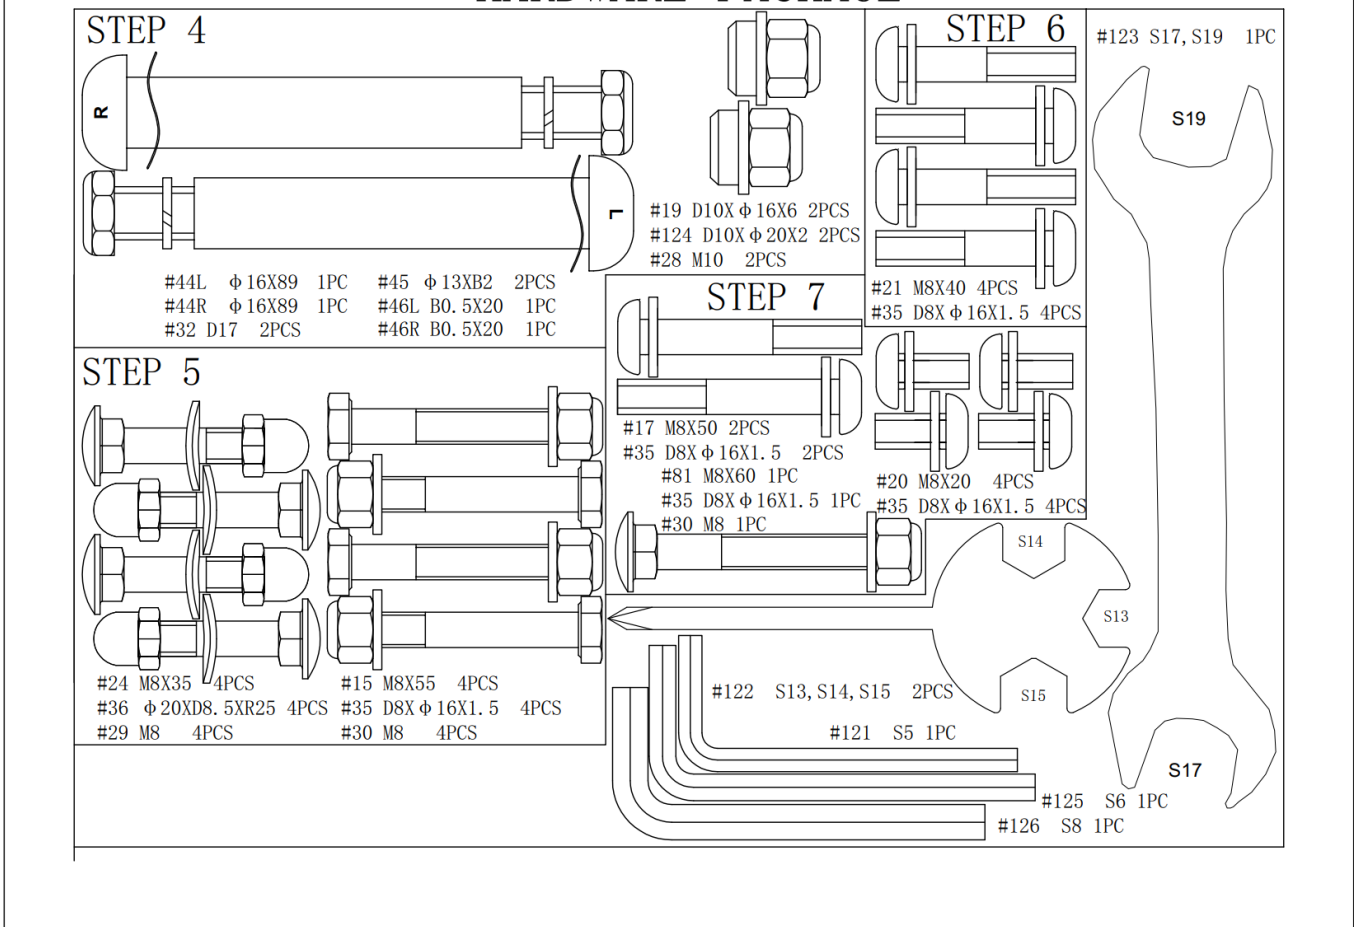 HARDWARE PACKAGE
STEP 4
R
L
#44L φ16X89 1PC
#44R φ16X89 1PC
#32 D17 2PCS
#45 φ13XB2 2PCS
#46L B0.5X20 1PC
#46R B0.5X20 1PC
#19 D10Xφ16X6 2PCS
#124 D10Xφ20X2 2PCS
#28 M10 2PCS
STEP 6
#21 M8X40 4PCS
#35 D8Xφ16X1.5 4PCS
#123 S17,S19 1PC
S19
S17
STEP 5
#24 M8X35 4PCS
#36 φ20XD8.5XR25 4PCS
#29 M8 4PCS
#15 M8X55 4PCS
#35 D8Xφ16X1.5 4PCS
#30 M8 4PCS
STEP 7
#17 M8X50 2PCS
#35 D8Xφ16X1.5 2PCS
#81 M8X60 1PC
#35 D8Xφ16X1.5 1PC
#30 M8 1PC
#20 M8X20 4PCS
#35 D8Xφ16X1.5 4PCS
S14
S13
S15
#122 S13,S14,S15 2PCS
#121 S5 1PC
#125 S6 1PC
#126 S8 1PC